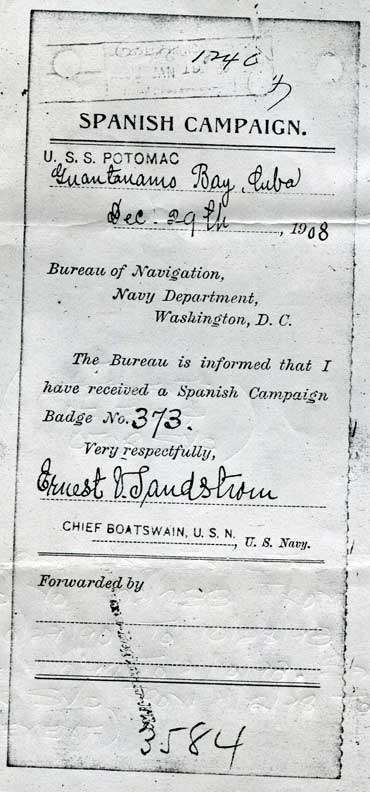 1240
SPANISH CAMPAIGN.
U. S. S. POTOMAC
Guantanamo Bay, Cuba
Dec. 29th, 1908
Bureau of Navigation,
Navy Department,
Washington, D. C.
The Bureau is informed that I
have received a Spanish Campaign
Badge No. 373.
Very respectfully,
Ernest V. Sandstrom
CHIEF BOATSWAIN, U. S. N.
, U. S. Navy.
Forwarded by
3584